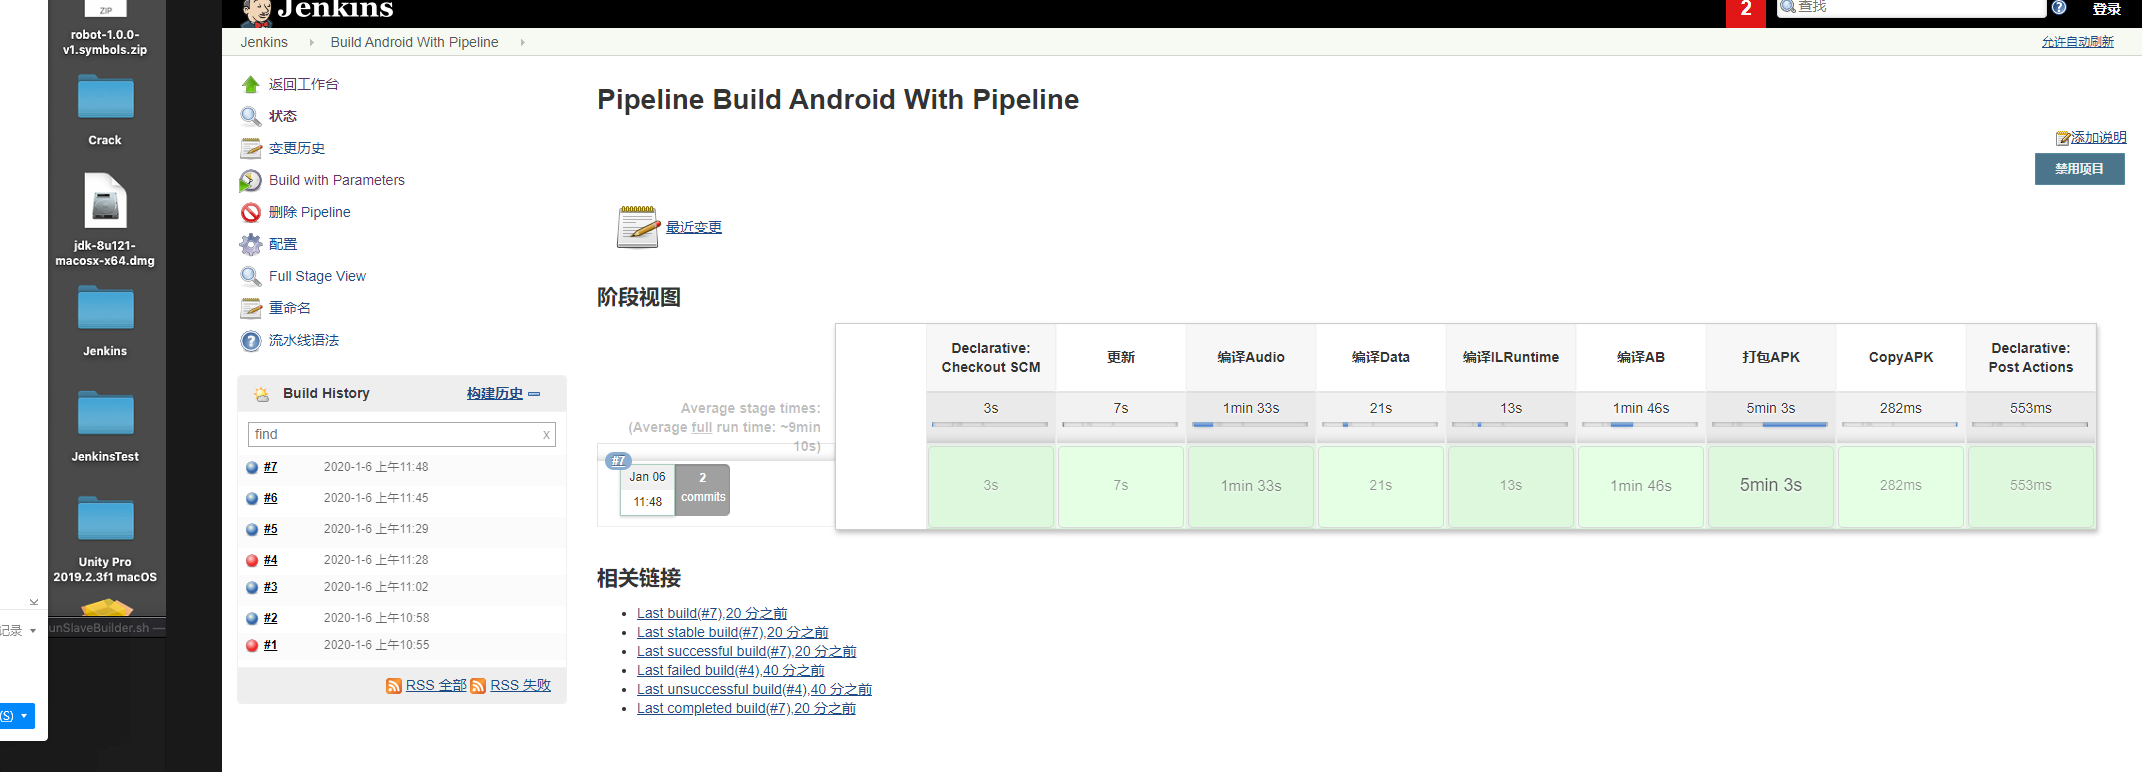 ZIP
robot-1.0.0-
v1.symbols.zip
Crack
jdk-8u121-
macosx-x64.dmg
Jenkins
JenkinsTest
Unity Pro
2019.2.3f1 macOS
unSlaveBuilder.sh —
记录
(S)
Jenkins
2
查找
登录
Jenkins
Build Android With Pipeline
允许自动刷新
返回工作台
状态
变更历史
Build with Parameters
删除 Pipeline
配置
Full Stage View
重命名
流水线语法
Build History
构建历史
find
x
#7 2020-1-6 上午11:48
#6 2020-1-6 上午11:45
#5 2020-1-6 上午11:29
#4 2020-1-6 上午11:28
#3 2020-1-6 上午11:02
#2 2020-1-6 上午10:58
#1 2020-1-6 上午10:55
RSS 全部 RSS 失败
Pipeline Build Android With Pipeline
添加说明
禁用项目
最近变更
阶段视图
Declarative:
Checkout SCM
更新
编译Audio
编译Data
编译ILRuntime
编译AB
打包APK
CopyAPK
Declarative:
Post Actions
Average stage times:
(Average full run time: ~9min
10s)
3s 7s 1min 33s 21s 13s 1min 46s 5min 3s 282ms 553ms
#7
Jan 06
11:48
2
commits
3s 7s 1min 33s 21s 13s 1min 46s 5min 3s 282ms 553ms
相关链接
Last build(#7),20 分之前
Last stable build(#7),20 分之前
Last successful build(#7),20 分之前
Last failed build(#4),40 分之前
Last unsuccessful build(#4),40 分之前
Last completed build(#7),20 分之前